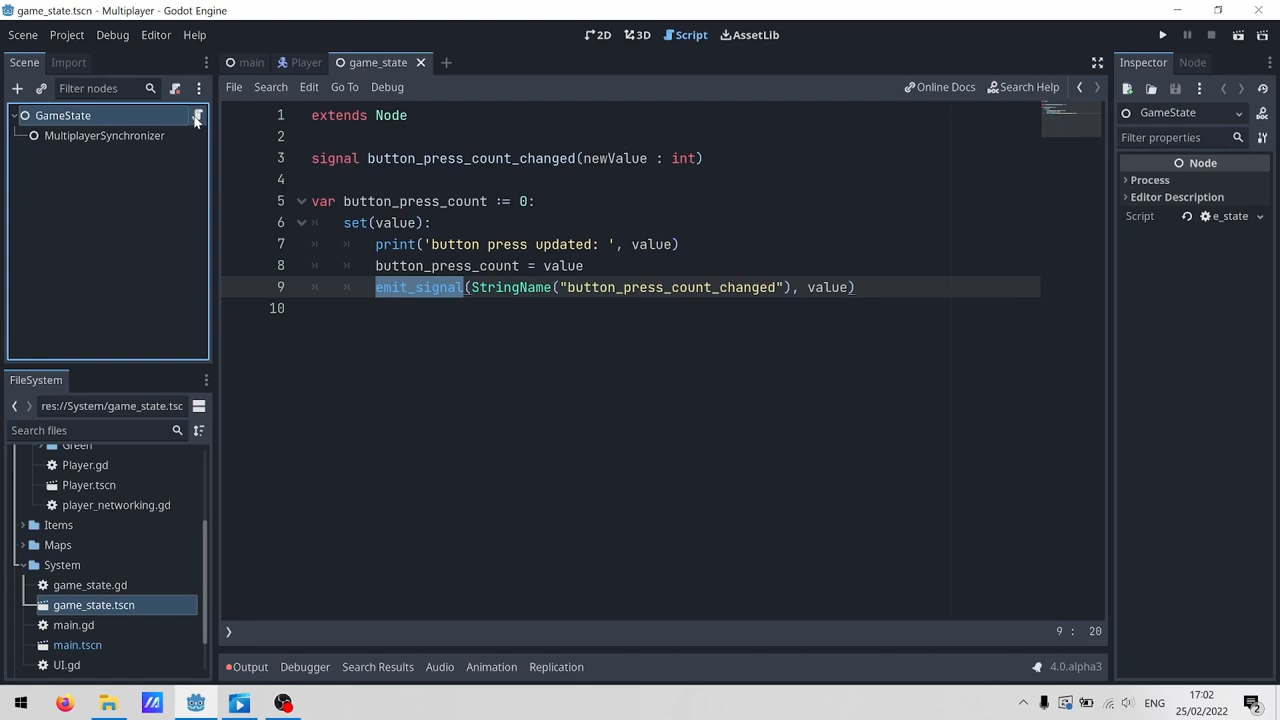 game_state.tscn - Multiplayer - Godot Engine
Scene Project Debug Editor Help
2D 3D Script AssetLib
Scene Import
main Player game_state
Inspector Node
Filter nodes
File Search Edit Go To Debug
Online Docs Search Help
GameState
MultiplayerSynchronizer
1 extends Node
2
3 signal button_press_count_changed(newValue : int)
4
5 var button_press_count := 0:
6 set(value):
7 print('button press updated: ', value)
8 button_press_count = value
9 emit_signal(StringName("button_press_count_changed"), value)
10
GameState
Filter properties
Node
Process
Editor Description
Script e_state
FileSystem
res://System/game_state.tsc
Search files
Green
Player.gd
Player.tscn
player_networking.gd
Items
Maps
System
game_state.gd
game_state.tscn
main.gd
main.tscn
UI.gd
9 : 20
Output Debugger Search Results Audio Animation Replication
4.0.alpha3
ENG
17:02
25/02/2022
2